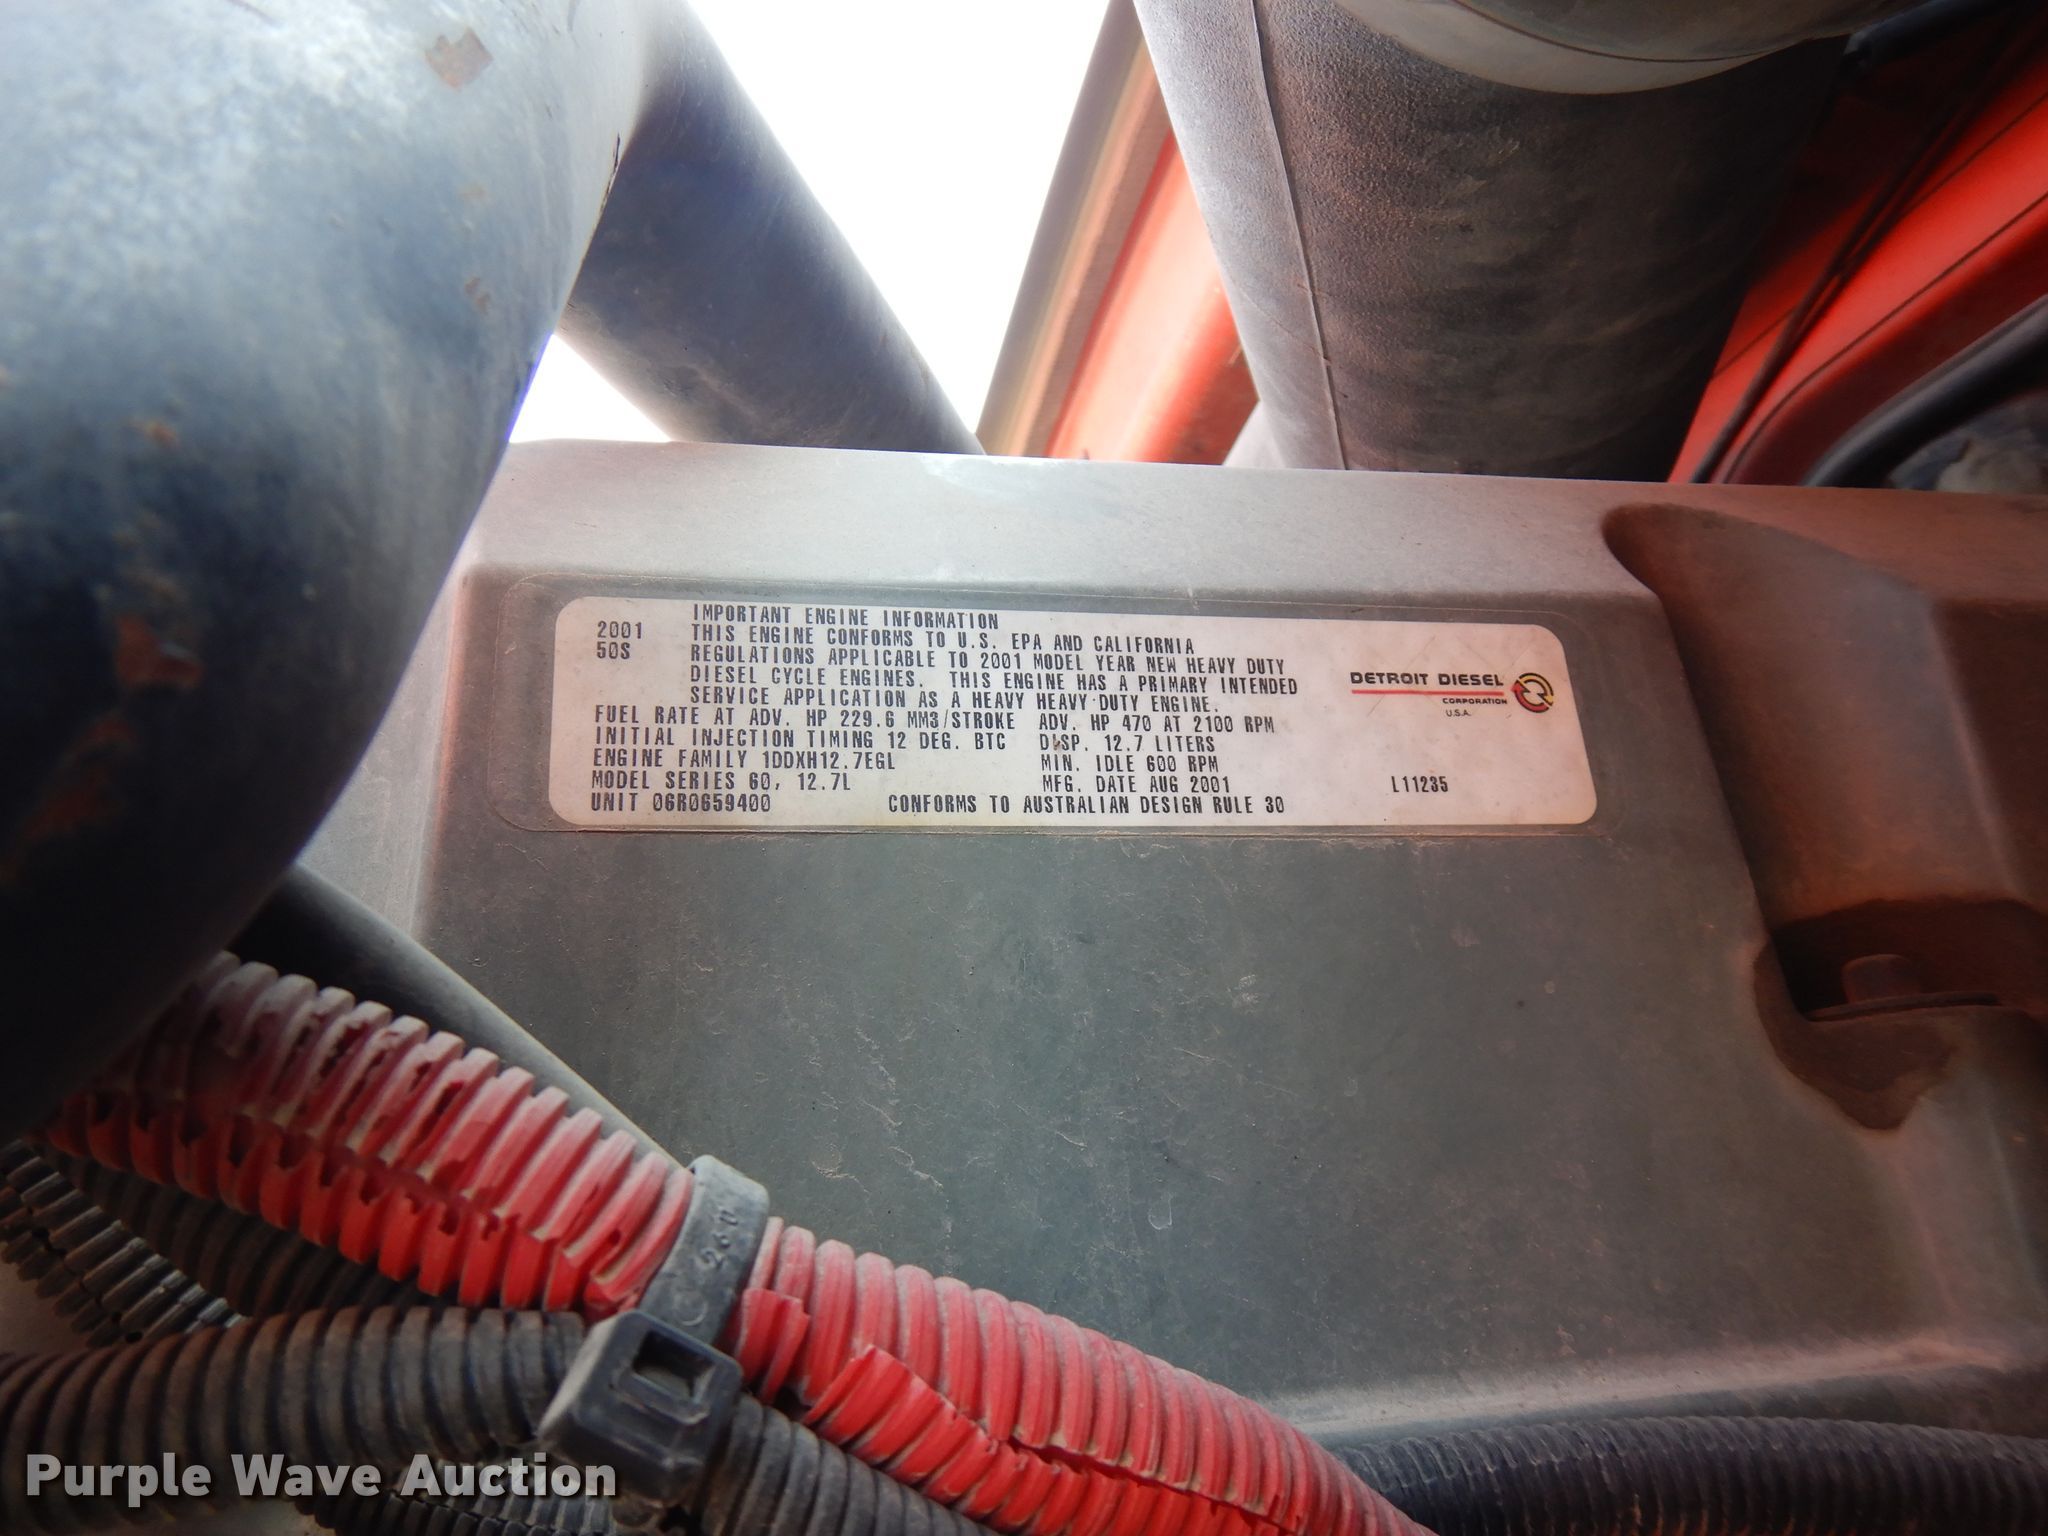 IMPORTANT ENGINE INFORMATION
2001 THIS ENGINE CONFORMS TO U.S. EPA AND CALIFORNIA
50S REGULATIONS APPLICABLE TO 2001 MODEL YEAR NEW HEAVY DUTY
DIESEL CYCLE ENGINES. THIS ENGINE HAS A PRIMARY INTENDED
SERVICE APPLICATION AS A HEAVY HEAVY-DUTY ENGINE.
FUEL RATE AT ADV. HP 229.6 MM3/STROKE ADV. HP 470 AT 2100 RPM
INITIAL INJECTION TIMING 12 DEG. BTC DISP. 12.7 LITERS
ENGINE FAMILY 1DDXH12.7EGL MIN. IDLE 600 RPM
MODEL SERIES 60, 12.7L MFG. DATE AUG 2001 L11235
UNIT 06R0659400 CONFORMS TO AUSTRALIAN DESIGN RULE 30
DETROIT DIESEL
CORPORATION
U.S.A.
Purple Wave Auction